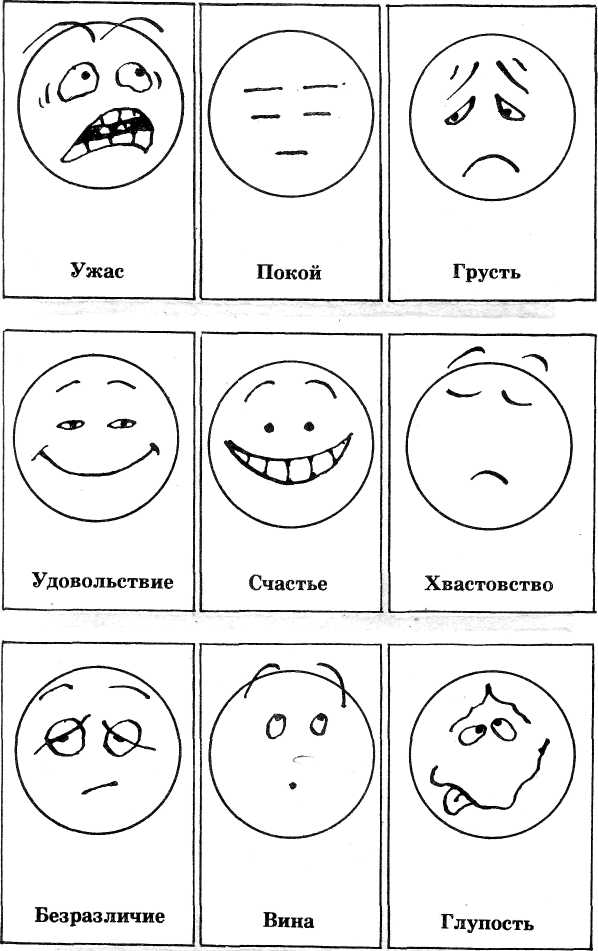 Ужас
Покой
Грусть
Удовольствие
Счастье
Хвастовство
Безразличие
Вина
Глупость